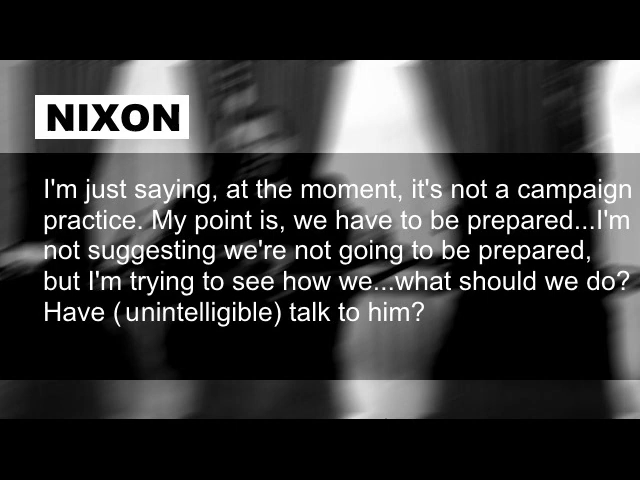 NIXON
I'm just saying, at the moment, it's not a campaign
practice. My point is, we have to be prepared...I'm
not suggesting we're not going to be prepared,
but I'm trying to see how we...what should we do?
Have (unintelligible) talk to him?